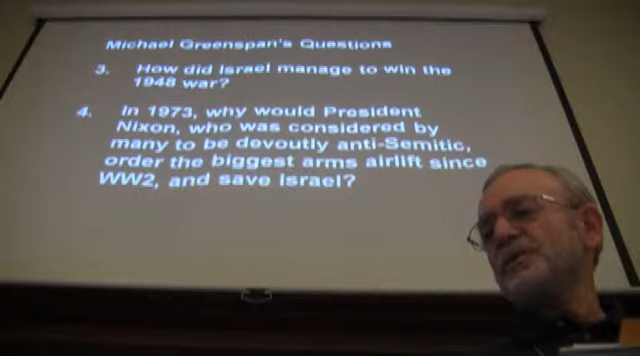 Michael Greenspan's Questions
3. How did Israel manage to win the
1948 war?
4. In 1973, why would President
Nixon, who was considered by
many to be devoutly anti-Semitic,
order the biggest arms airlift since
WW2, and save Israel?